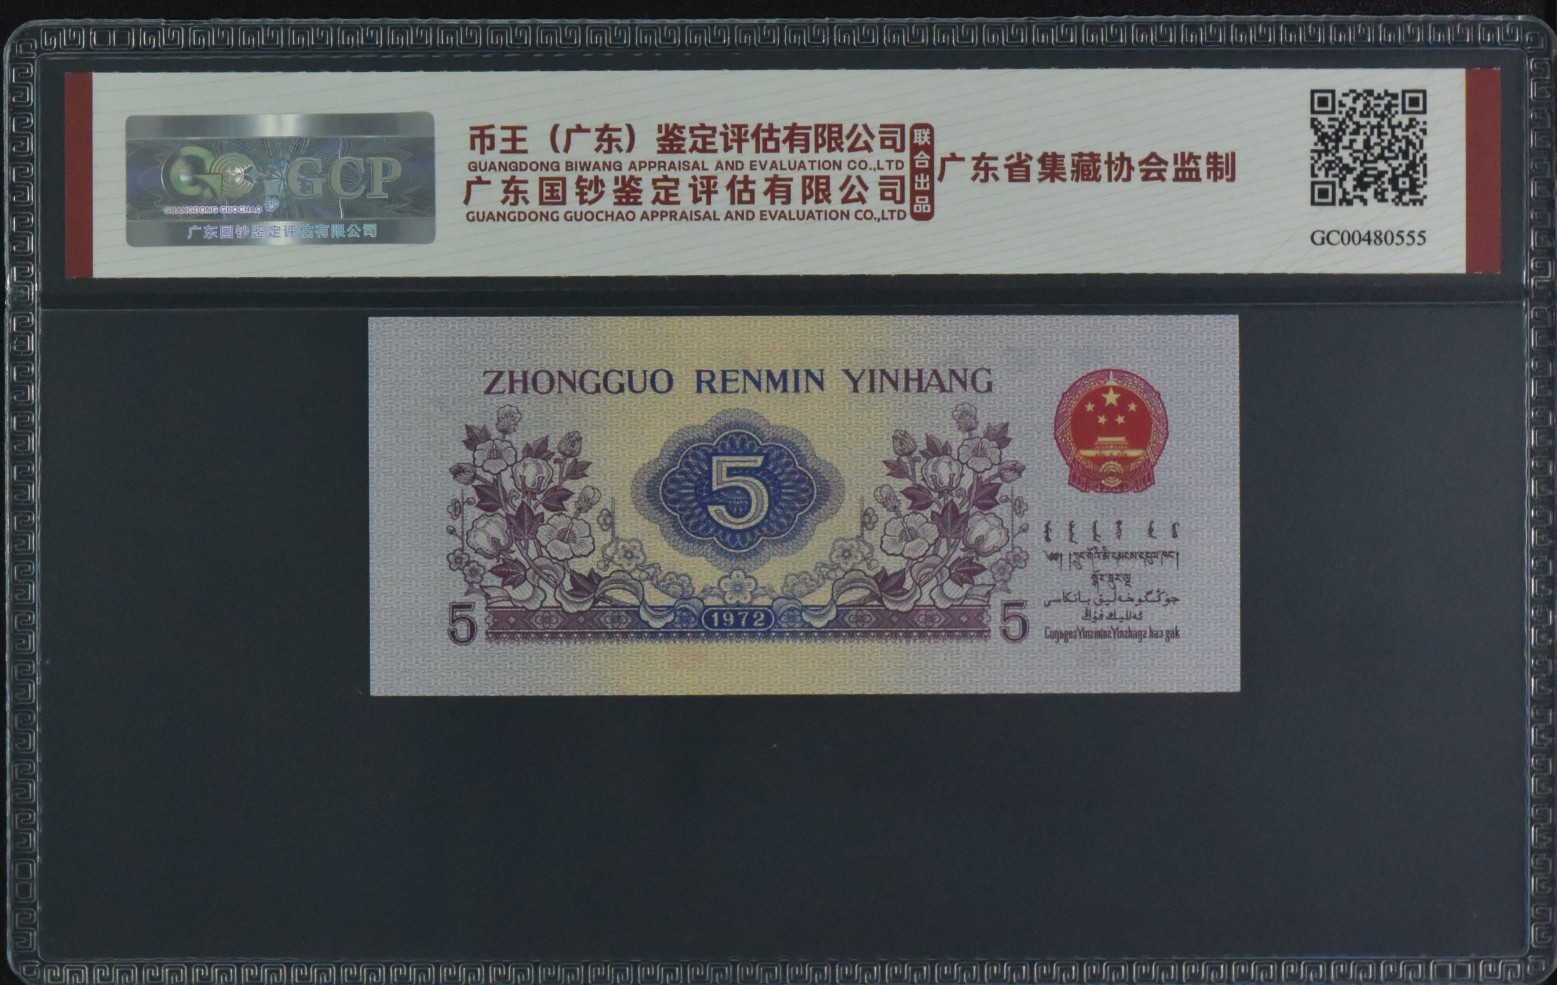 GCP
GUANGDONG GUOCHAO
广东国钞鉴定评估有限公司
币王（广东）鉴定评估有限公司
GUANGDONG BIWANG APPRAISAL AND EVALUATION CO.,LTD
广东国钞鉴定评估有限公司
GUANGDONG GUOCHAO APPRAISAL AND EVALUATION CO.,LTD
联合出品
广东省集藏协会监制
GC00480555
ZHONGGUO RENMIN YINHANG
5
جۇڭگو خەلىق بانكاسى
5
1972
5